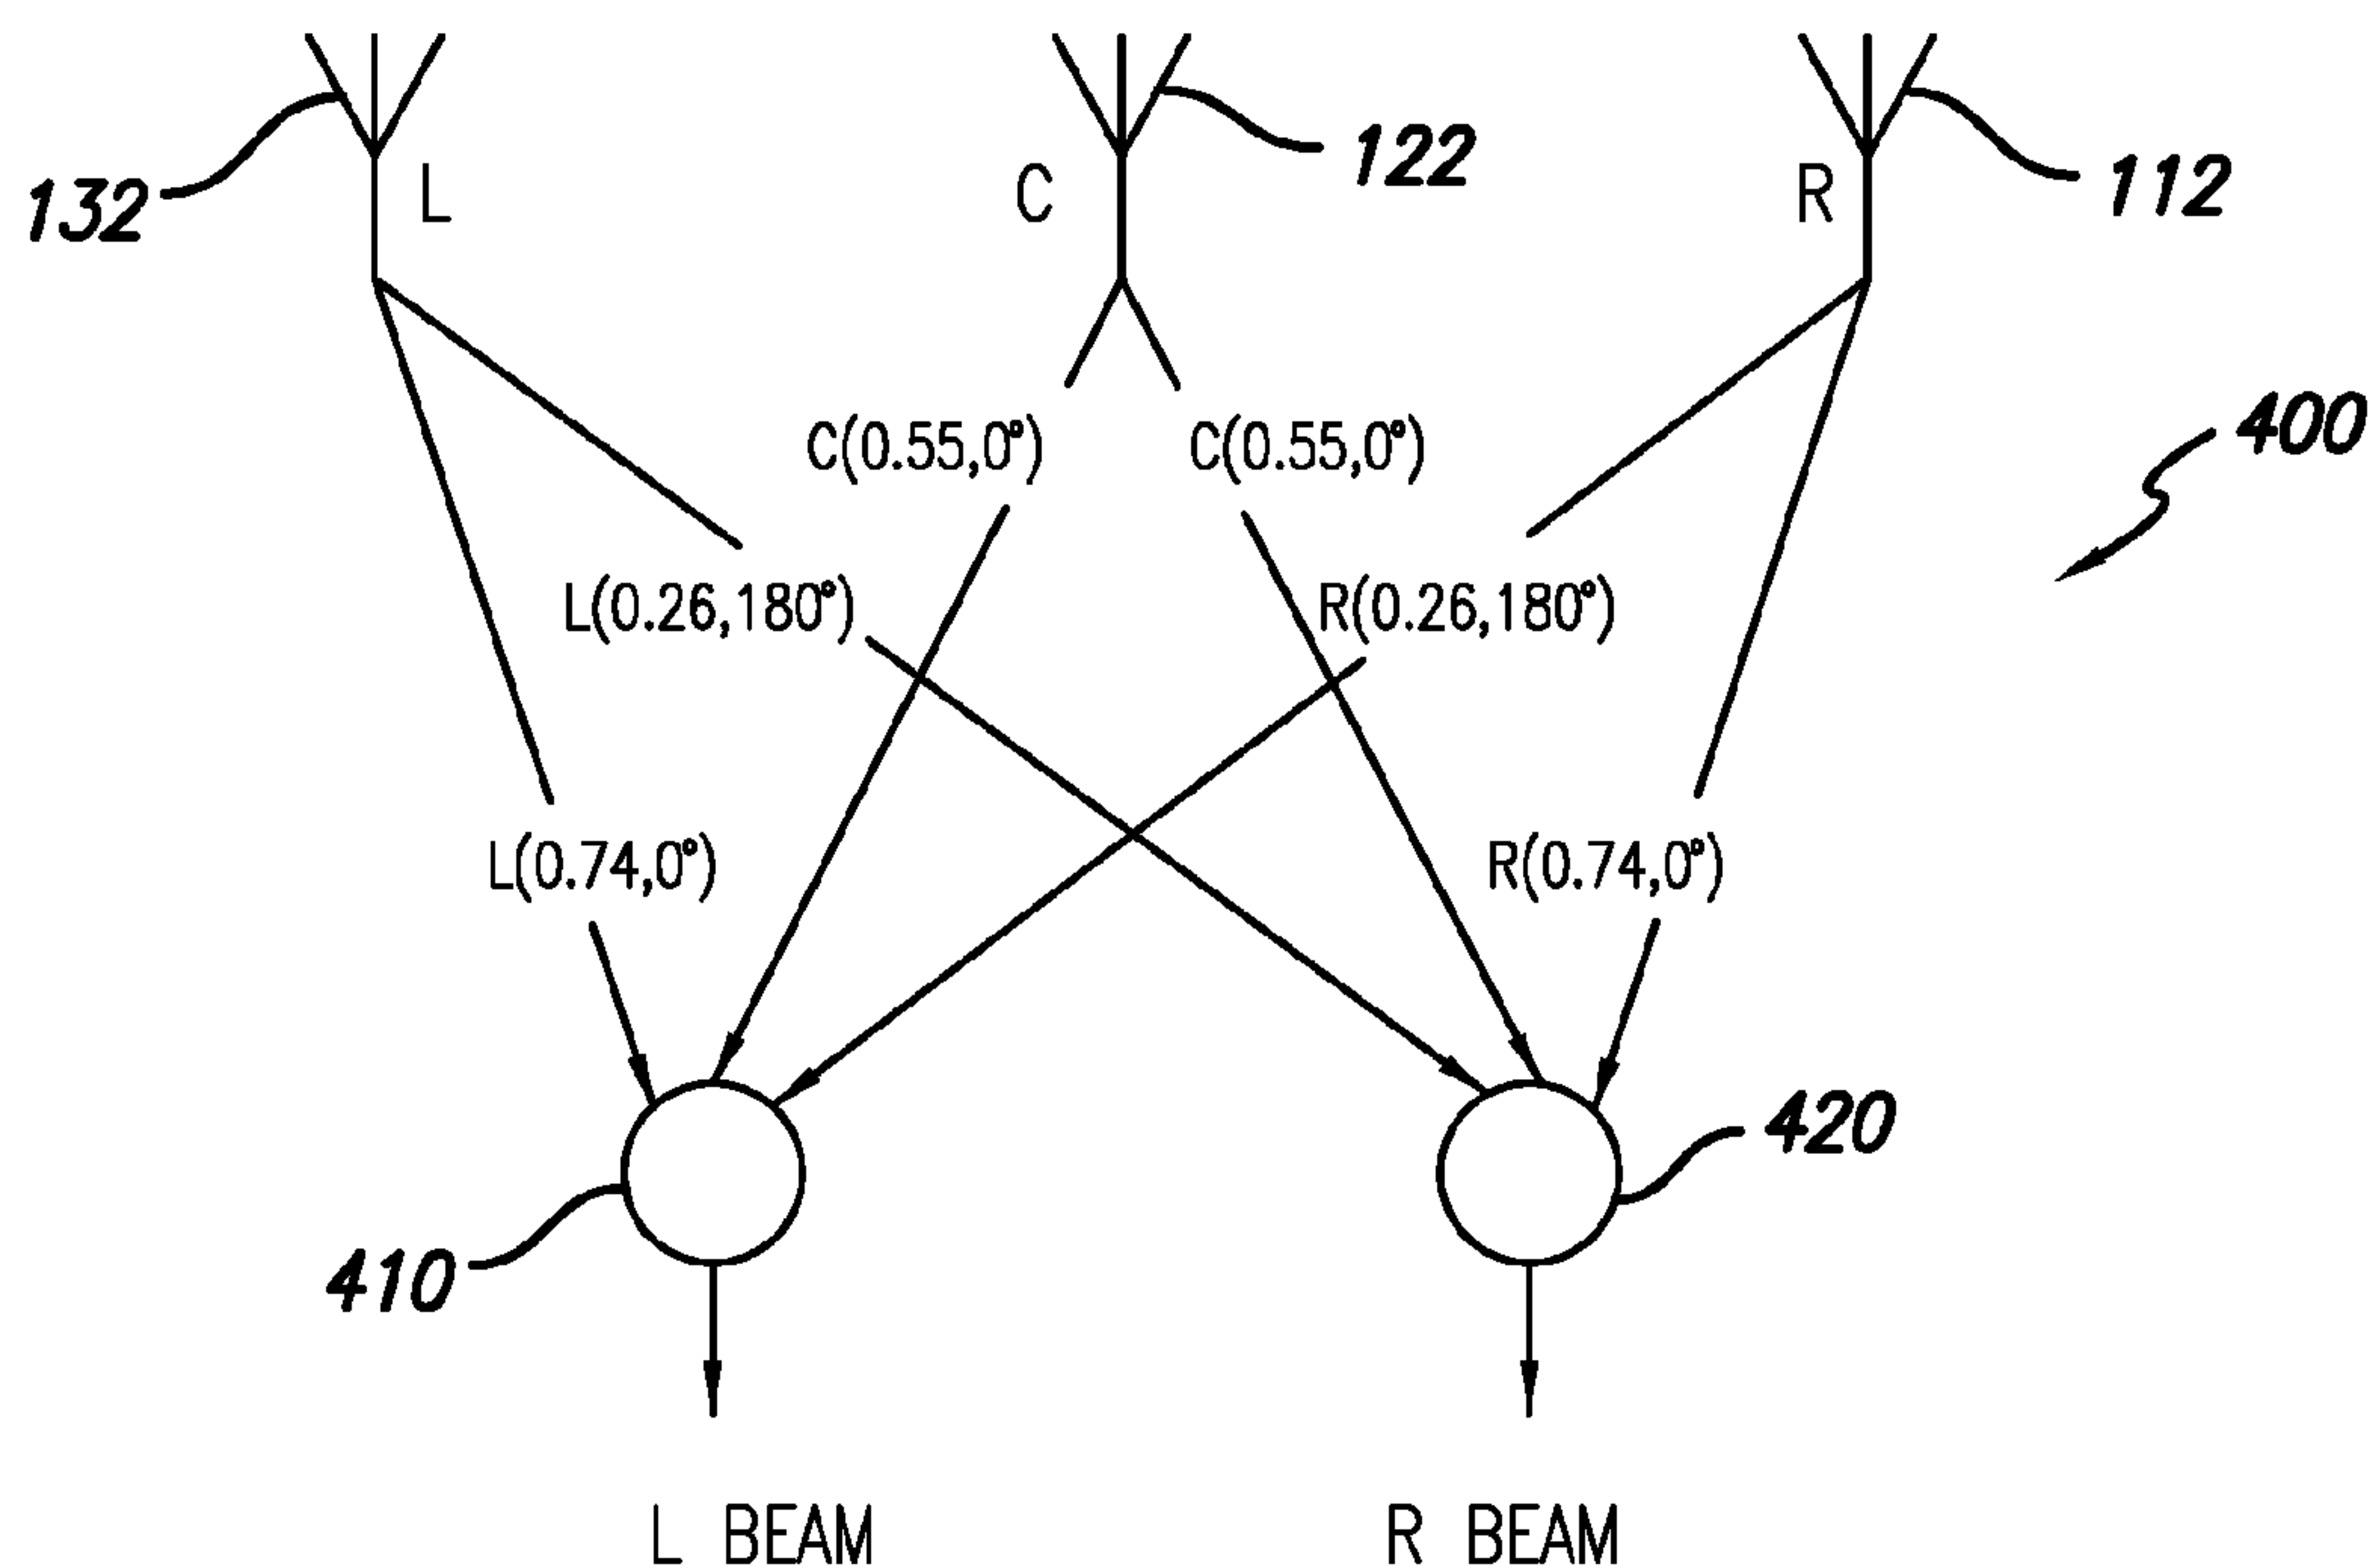 122
132
L
C
R
112
400
C(0.55,0°)
C(0.55,0°)
L(0.26,180°)
R(0.26,180°)
L(0.74,0°)
R(0.74,0°)
420
410
L BEAM
R BEAM